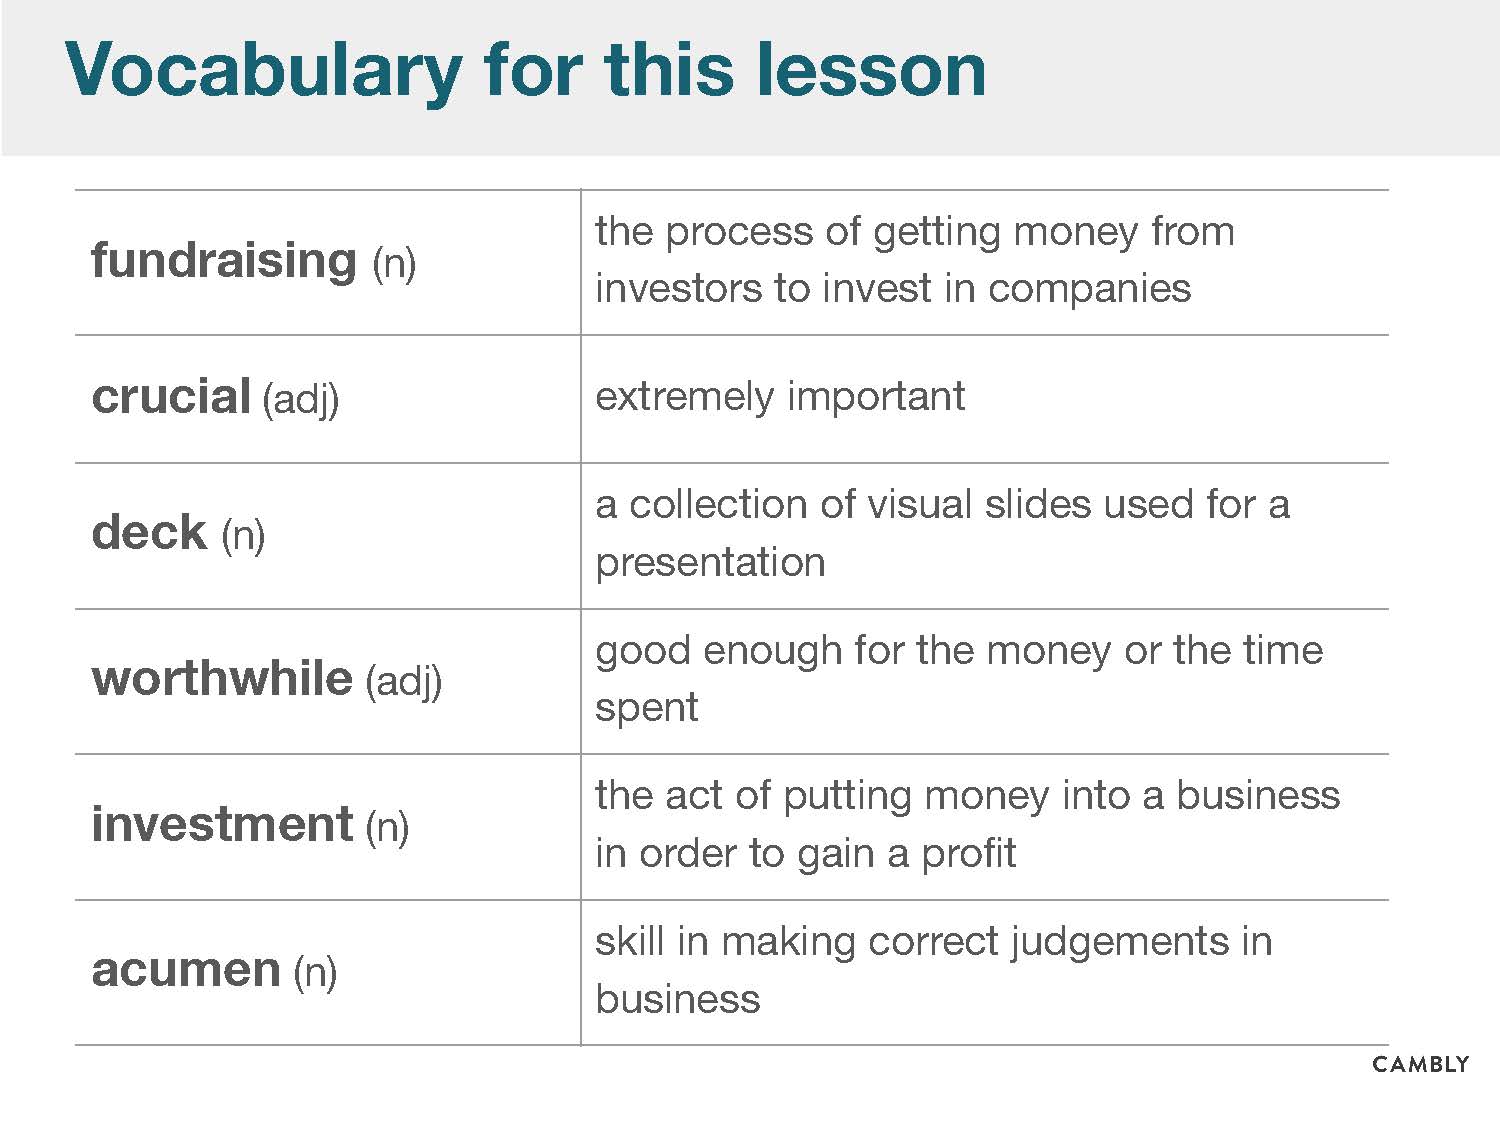 Vocabulary for this lesson
fundraising (n)
the process of getting money from
investors to invest in companies
crucial (adj)
extremely important
deck (n)
a collection of visual slides used for a
presentation
worthwhile (adj)
good enough for the money or the time
spent
investment (n)
the act of putting money into a business
in order to gain a profit
acumen (n)
skill in making correct judgements in
business
CAMBLY